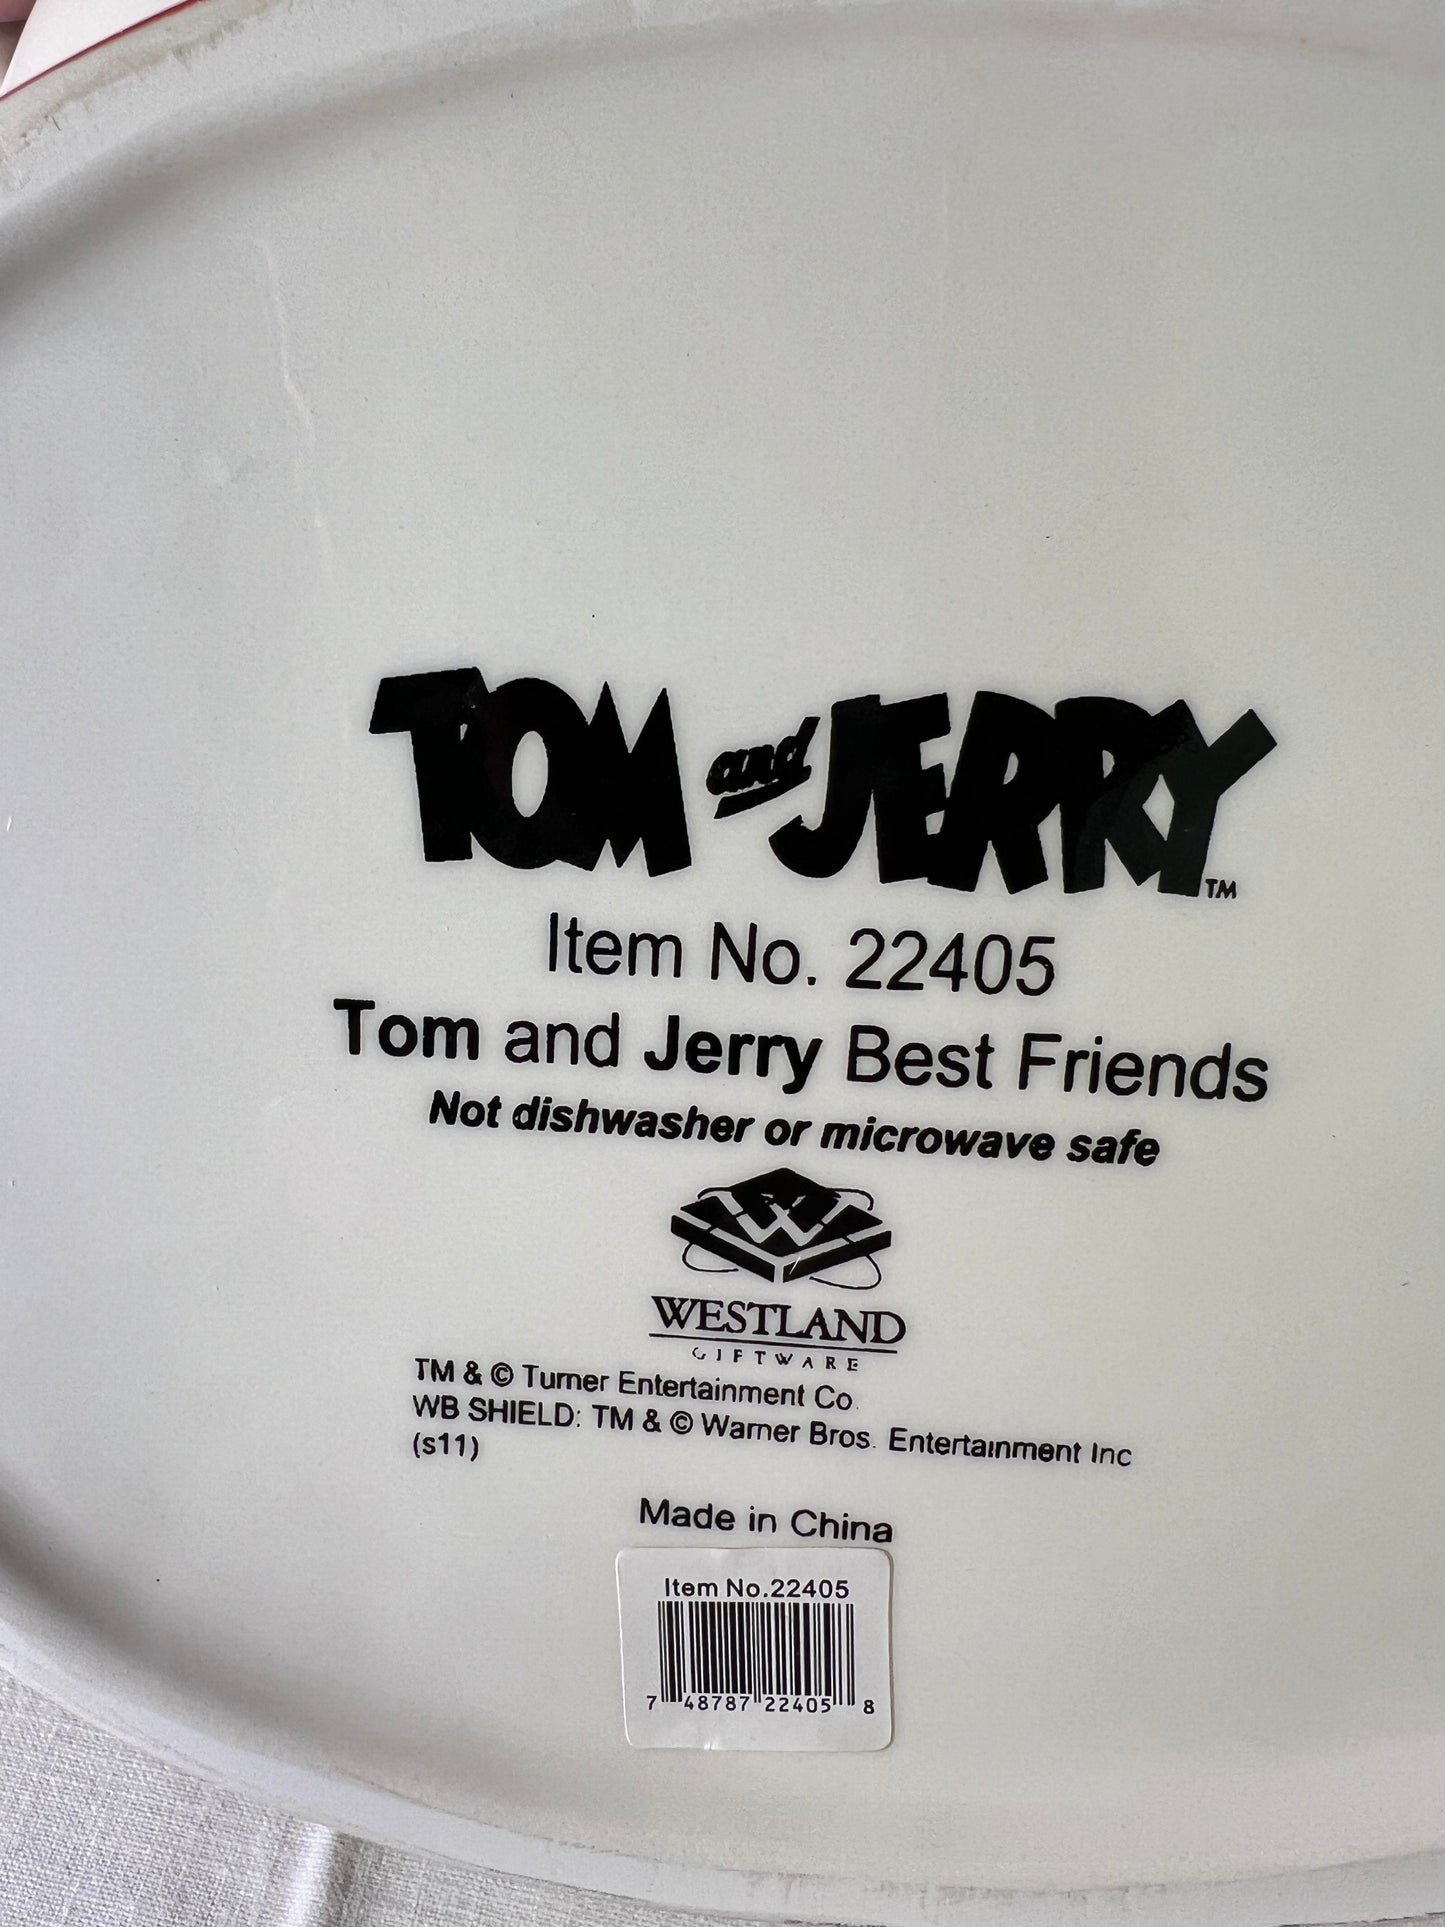 TOM and JERRY™
Item No. 22405
Tom and Jerry Best Friends
Not dishwasher or microwave safe
W
WESTLAND
GIFTWARE
TM & © Turner Entertainment Co.
WB SHIELD: TM & © Warner Bros. Entertainment Inc
(s11)
Made in China
Item No.22405
7 48787 22405 8